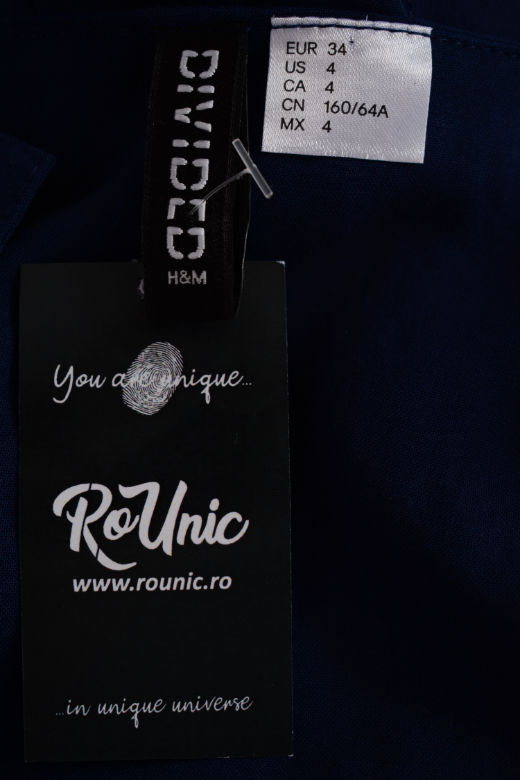 DIVIDED
H&M
EUR 34*
US 4
CA 4
CN 160/64A
MX 4
You are unique...
RoUnic
www.rounic.ro
...in unique universe